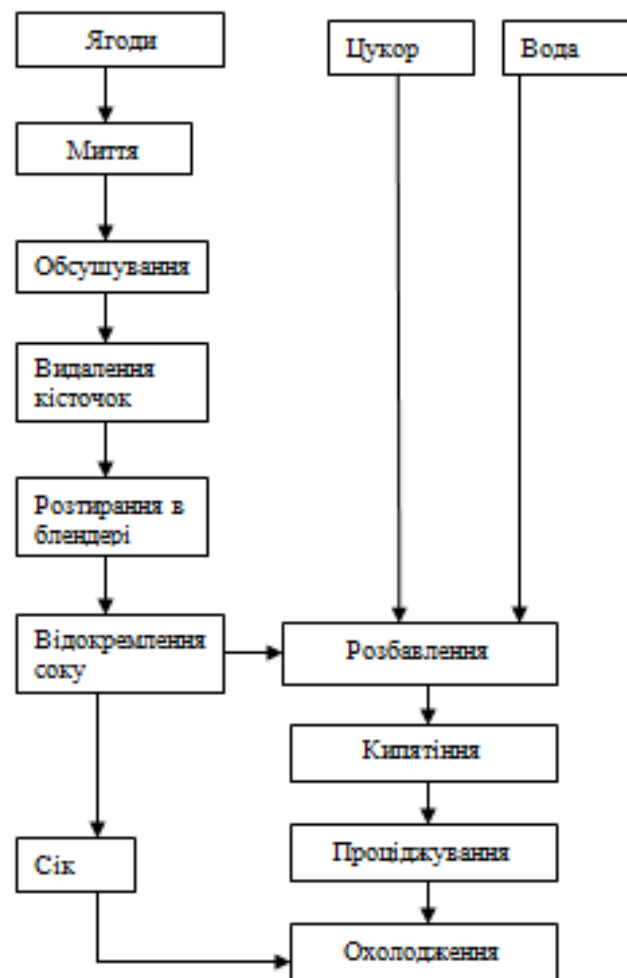 Ягоди
Цукор
Вода
Миття
Обсушування
Видалення
кісточок
Розтирання в
блендері
Відокремлення
соку
Розбавлення
Кипятіння
Сік
Проціджування
Охолодження